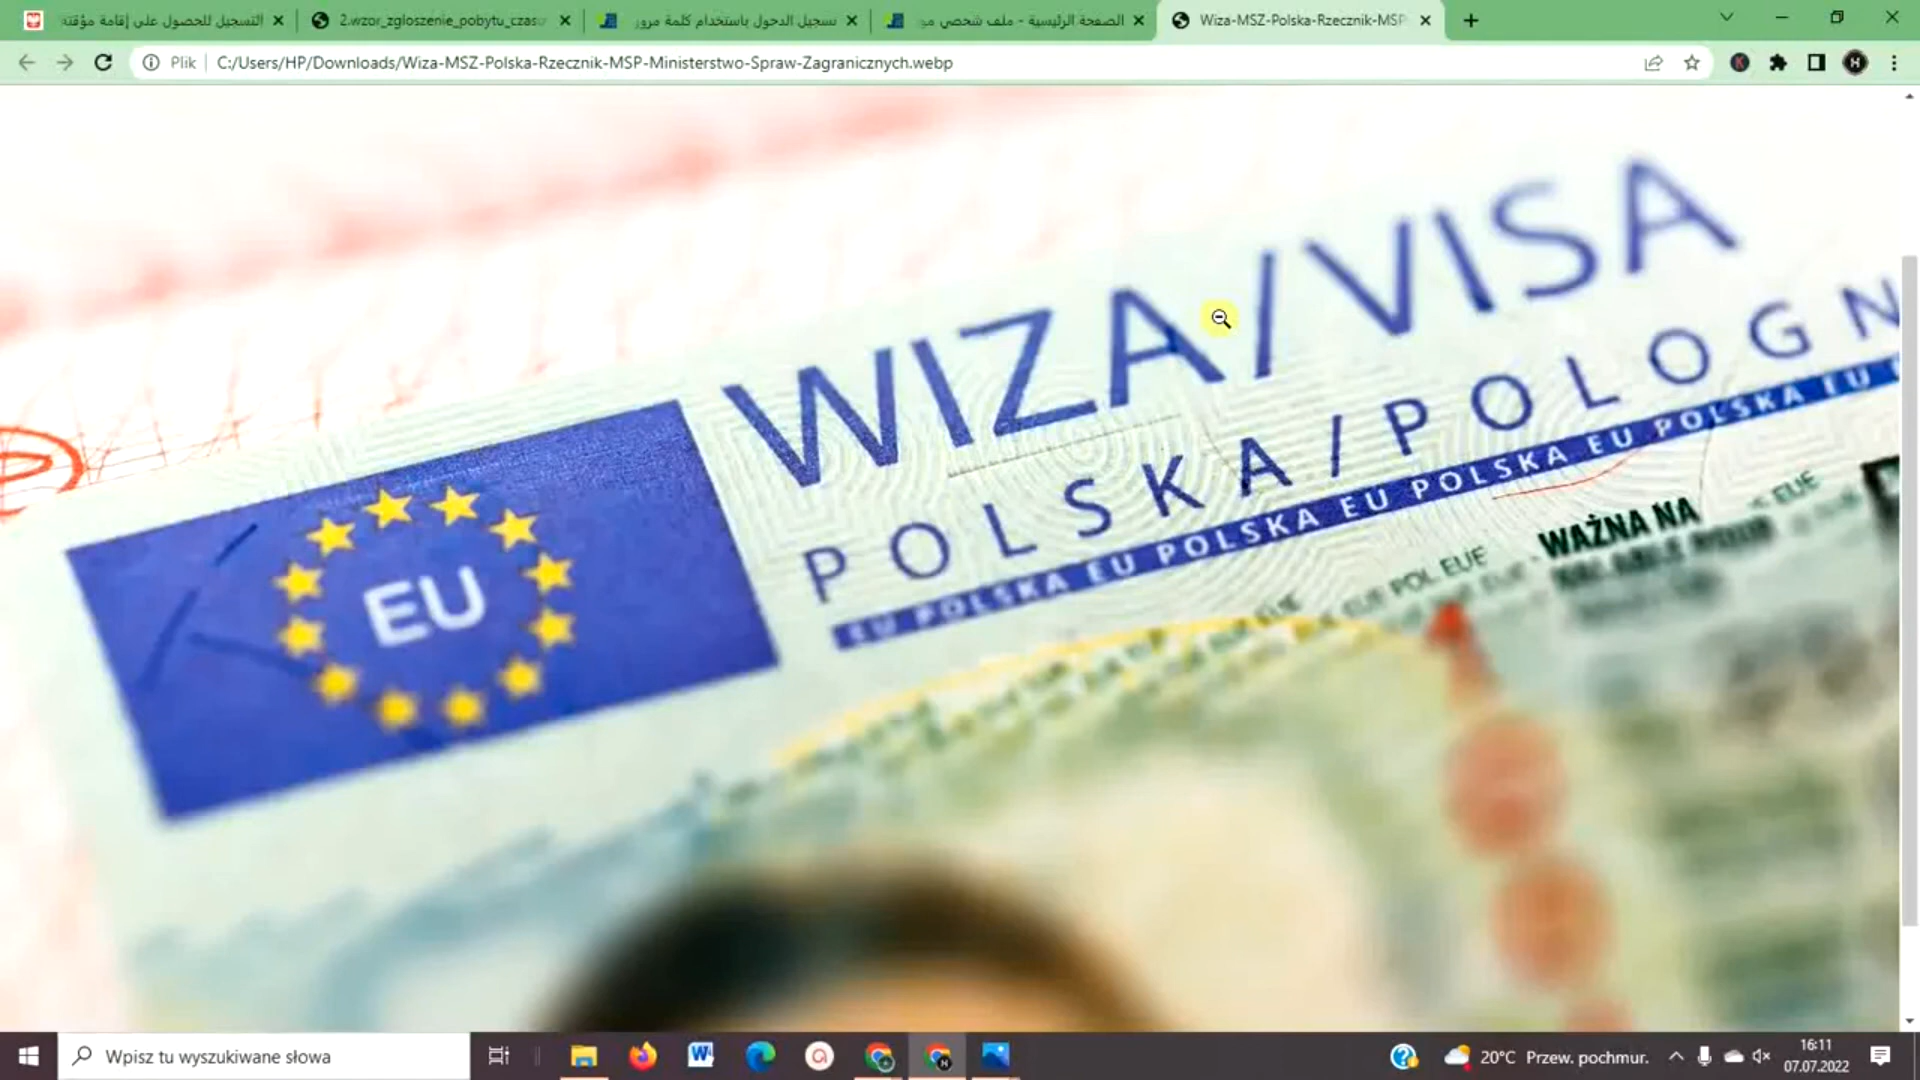 التسجيل للحصول على إقامة مؤقتة
2.wzor_zgloszenie_pobytu_czaso
تسجيل الدخول باستخدام كلمة مرور
الصفحة الرئيسية - ملف شخصي مو
Wiza-MSZ-Polska-Rzecznik-MSP
Plik
C:/Users/HP/Downloads/Wiza-MSZ-Polska-Rzecznik-MSP-Ministerstwo-Spraw-Zagranicznych.webp
WIZA/VISA
POLSKA/POLOGN
EU POLSKA EU POLSKA EU POLSKA EU POLSKA EU
EU
WAŻNA NA
Wpisz tu wyszukiwane słowa
20°C Przew. pochmur.
16:11
07.07.2022